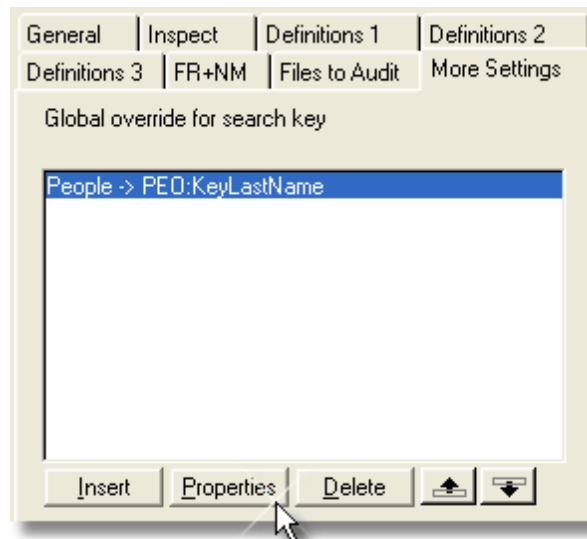 General Inspect Definitions 1 Definitions 2
Definitions 3 FR+NM Files to Audit More Settings
Global override for search key
People -> PEO:KeyLastName
Insert Properties Delete